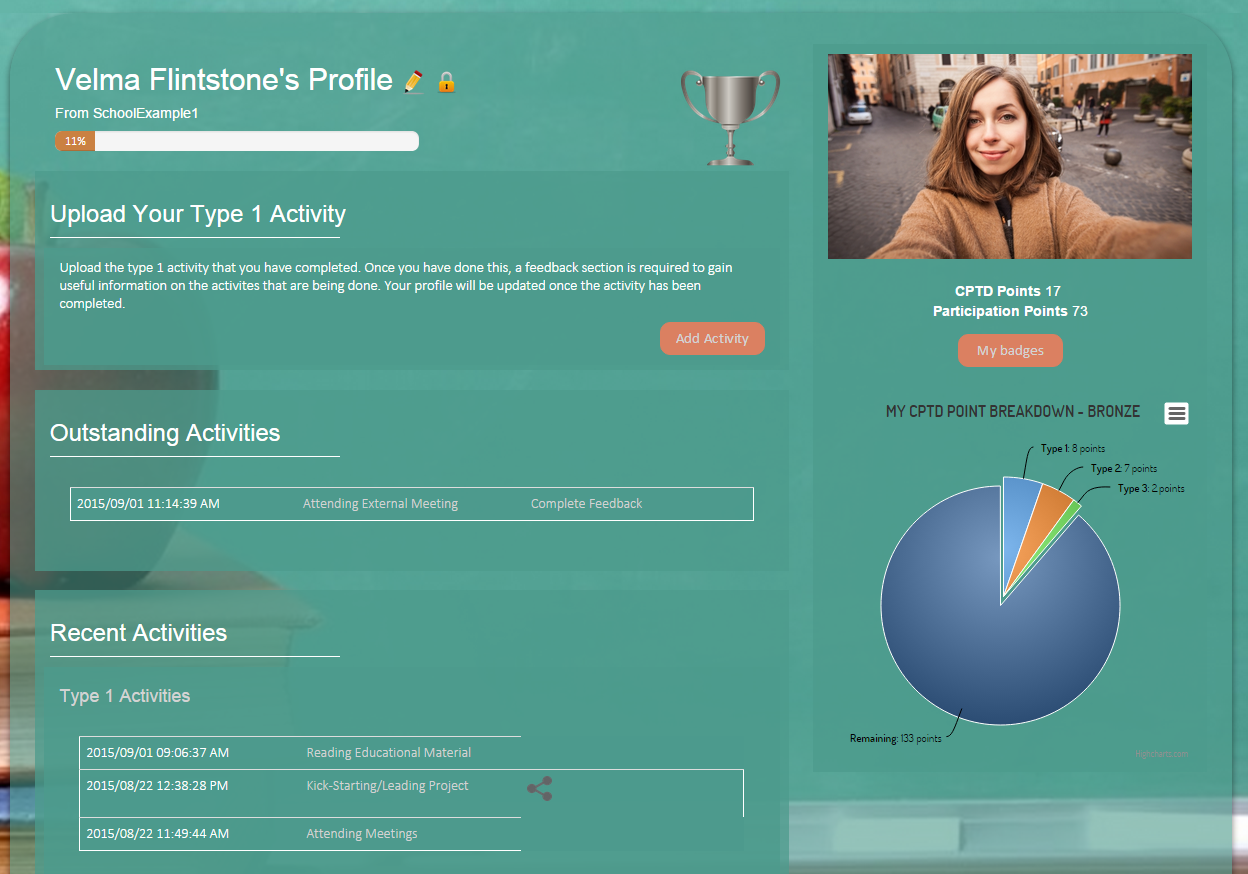 Velma Flintstone's Profile
From SchoolExample1
11%
Upload Your Type 1 Activity
Upload the type 1 activity that you have completed. Once you have done this, a feedback section is required to gain
useful information on the activites that are being done. Your profile will be updated once the activity has been
completed.
Add Activity
Outstanding Activities
2015/09/01 11:14:39 AM Attending External Meeting Complete Feedback
Recent Activities
Type 1 Activities
2015/09/01 09:06:37 AM Reading Educational Material
2015/08/22 12:38:28 PM Kick-Starting/Leading Project
2015/08/22 11:49:44 AM Attending Meetings
CPTD Points 17
Participation Points 73
My badges
MY CPTD POINT BREAKDOWN - BRONZE
Type 1: 8 points
Type 2: 7 points
Type 3: 2 points
Remaining: 133 points
Highcharts.com